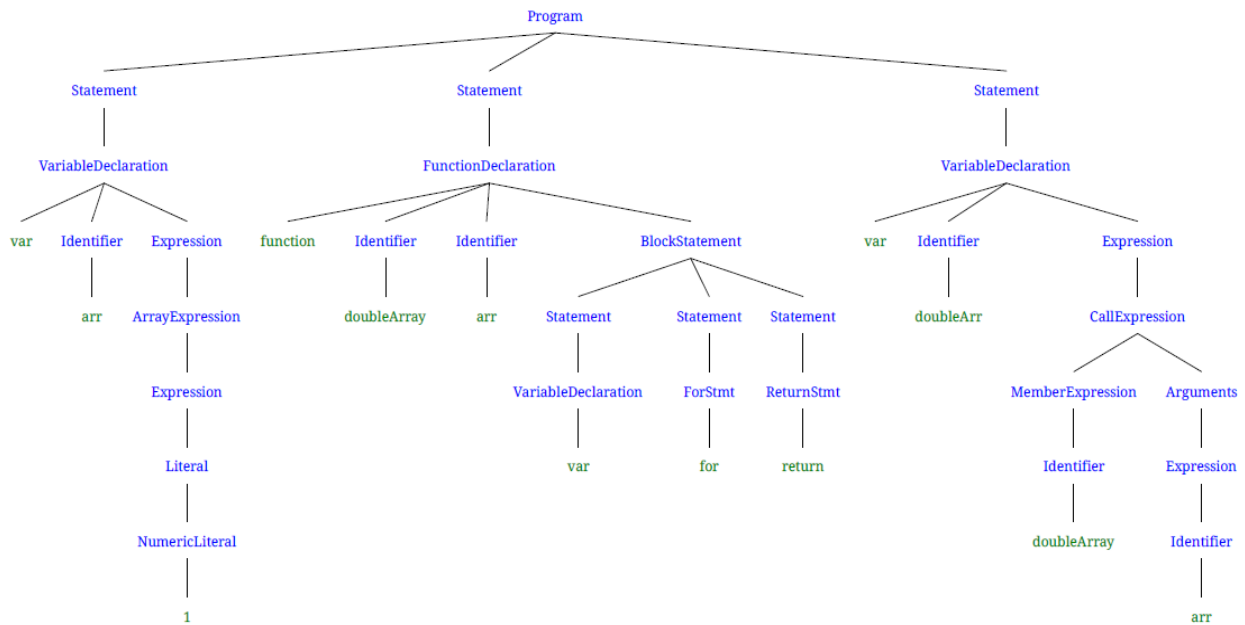 Program
Statement Statement Statement
VariableDeclaration FunctionDeclaration VariableDeclaration
var Identifier Expression function Identifier Identifier BlockStatement var Identifier Expression
arr ArrayExpression doubleArray arr Statement Statement Statement doubleArr CallExpression
Expression VariableDeclaration ForStmt ReturnStmt MemberExpression Arguments
Literal var for return Identifier Expression
NumericLiteral doubleArray Identifier
1 arr